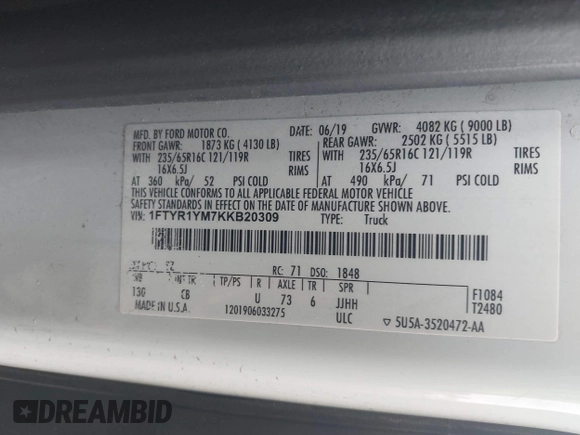 MFD. BY FORD MOTOR CO. DATE: 06/19 GVWR: 4082 KG ( 9000 LB)
FRONT GAWR: 1873 KG ( 4130 LB) REAR GAWR: 2502 KG ( 5515 LB)
WITH 235/65R16C 121/119R TIRES WITH 235/65R16C 121/119R TIRES
16X6.5J RIMS 16X6.5J RIMS
AT 360 kPa/ 52 PSI COLD AT 490 kPa/ 71 PSI COLD
THIS VEHICLE CONFORMS TO ALL APPLICABLE FEDERAL MOTOR VEHICLE
SAFETY STANDARDS IN EFFECT ON THE DATE OF MANUFACTURE SHOWN ABOVE.
VIN: 1FTYR1YM7KKB20309 TYPE: Truck
RC: 71 DSO: 1848
WB INT TR TP/PS R AXLE TR SPR F1084
130 CB U 73 6 JJHH T2480
MADE IN U.S.A. 1201906033275 ULC ▽ 5U5A-3520472-AA
DREAMBID